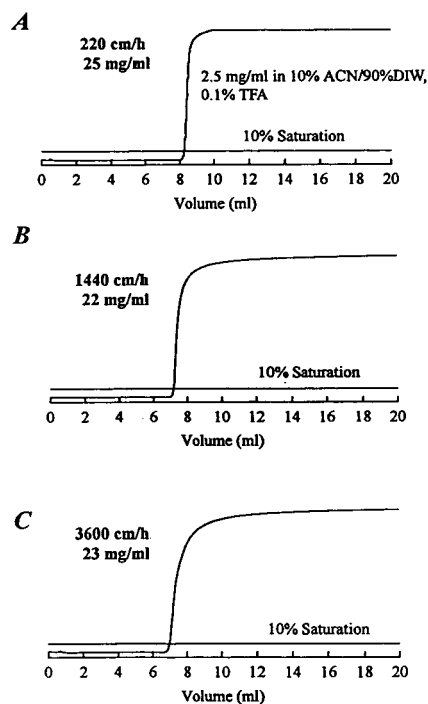 A
220 cm/h
25 mg/ml
2.5 mg/ml in 10% ACN/90%DIW,
0.1% TFA
10% Saturation
0 2 4 6 8 10 12 14 16 18 20
Volume (ml)
B
1440 cm/h
22 mg/ml
10% Saturation
0 2 4 6 8 10 12 14 16 18 20
Volume (ml)
C
3600 cm/h
23 mg/ml
10% Saturation
0 2 4 6 8 10 12 14 16 18 20
Volume (ml)